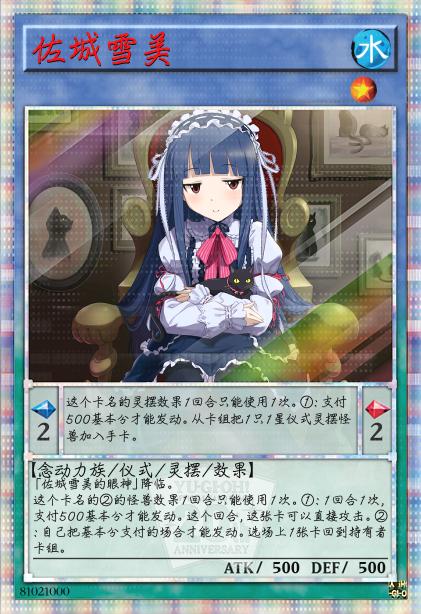 佐城雪美
水
这个卡名的灵摆效果1回合只能使用1次。①:支付
500基本分才能发动。从卡组把1只1星仪式灵摆怪
兽加入手卡。
2
2
【念动力族/仪式/灵摆/效果】
「佐城雪美的眼神」降临。
这个卡名的②的怪兽效果1回合只能使用1次。①:1回合1次,
支付500基本分才能发动。这个回合,这张卡可以直接攻击。②
:自己把基本分支付的场合才能发动。选场上1张卡回到持有者
卡组。
YU-GI-OH!
ANNIVERSARY
ATK/ 500 DEF/ 500
81021000